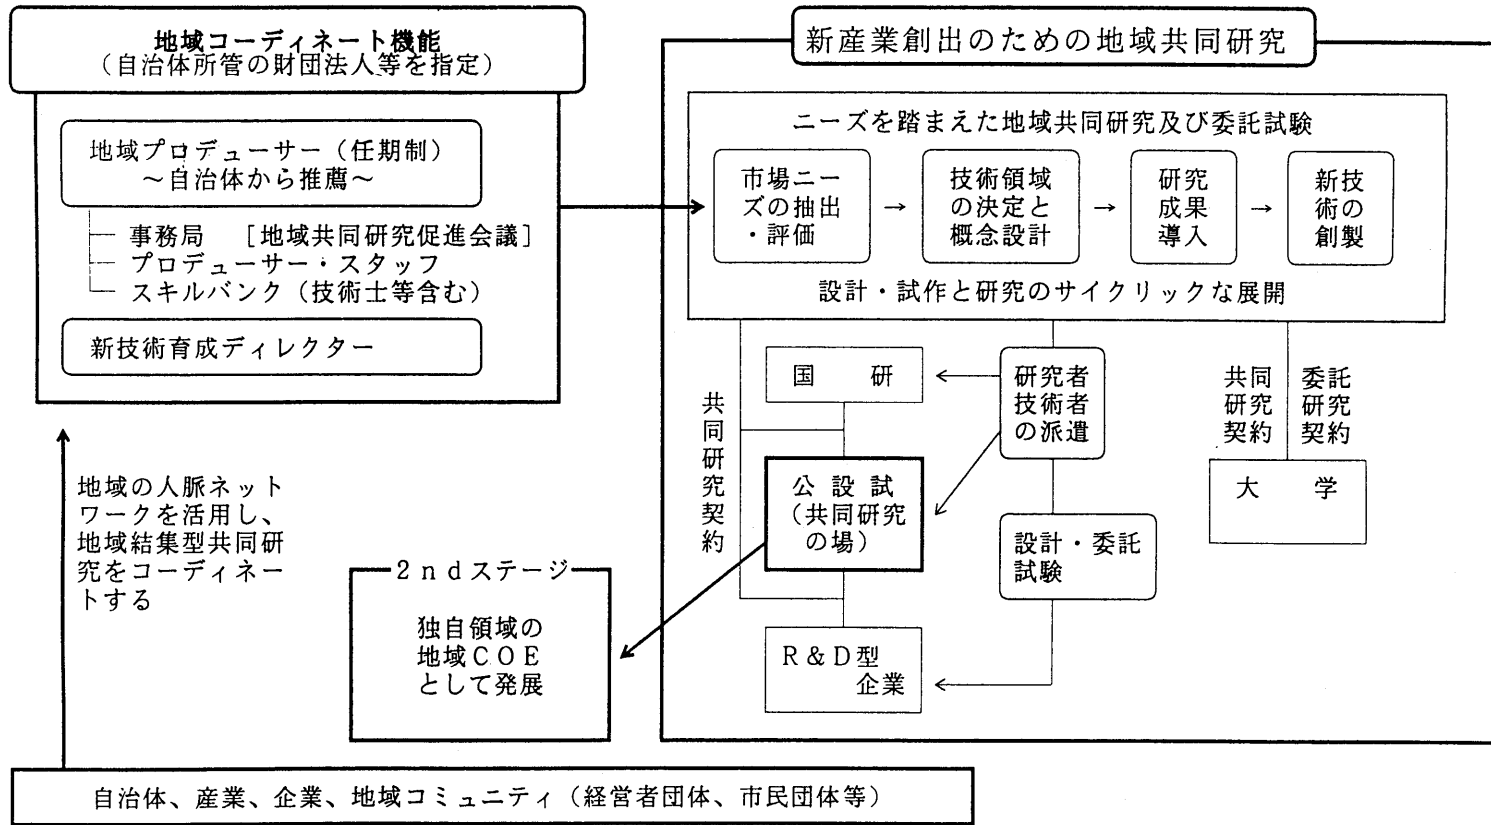 地域コーディネート機能
（自治体所管の財団法人等を指定）
地域プロデューサー（任期制）
～自治体から推薦～
事務局　［地域共同研究促進会議］
プロデューサー・スタッフ
スキルバンク（技術士等含む）
新技術育成ディレクター
地域の人脈ネット
ワークを活用し、
地域結集型共同研
究をコーディネー
トする
新産業創出のための地域共同研究
ニーズを踏まえた地域共同研究及び委託試験
市場ニー
ズの抽出
・評価
→
技術領域
の決定と
概念設計
→
研究
成果
導入
→
新技
術の
創製
設計・試作と研究のサイクリックな展開
共同研究契約
国　研
公設試
（共同研究
の場）
R＆D型
企業
研究者
技術者
の派遣
設計・委託
試験
共同
研究
契約
委託
研究
契約
大　学
2ndステージ
独自領域の
地域COE
として発展
自治体、産業、企業、地域コミュニティ（経営者団体、市民団体等）